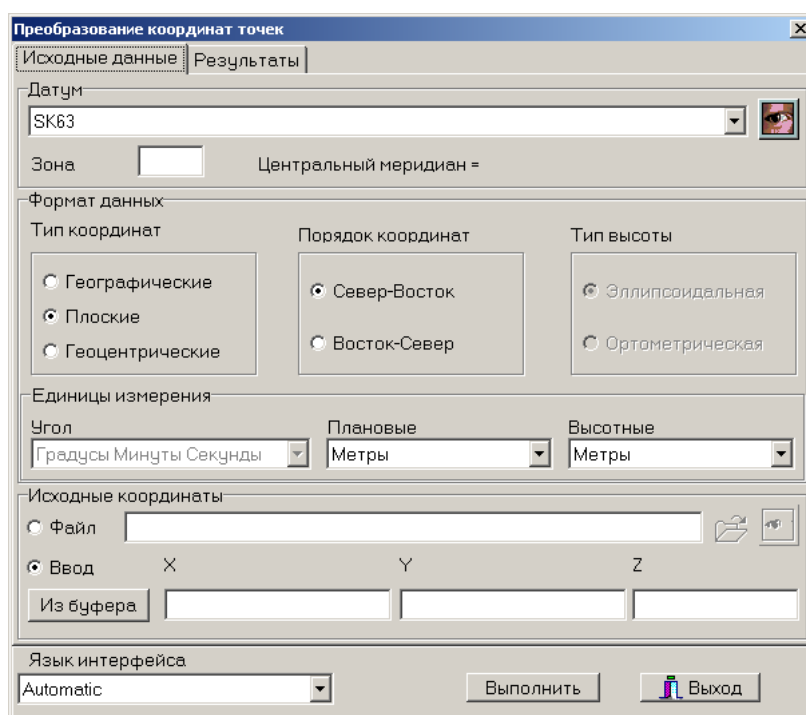 Преобразование координат точек
Исходные данные Результаты
Датум
SK63
Зона Центральный меридиан =
Формат данных
Тип координат Порядок координат Тип высоты
Географические Север-Восток Эллипсоидальная
Плоские
Геоцентрические Восток-Север Ортометрическая
Единицы измерения
Угол Плановые Высотные
Градусы Минуты Секунды Метры Метры
Исходные координаты
Файл
Ввод X Y Z
Из буфера
Язык интерфейса
Automatic Выполнить Выход